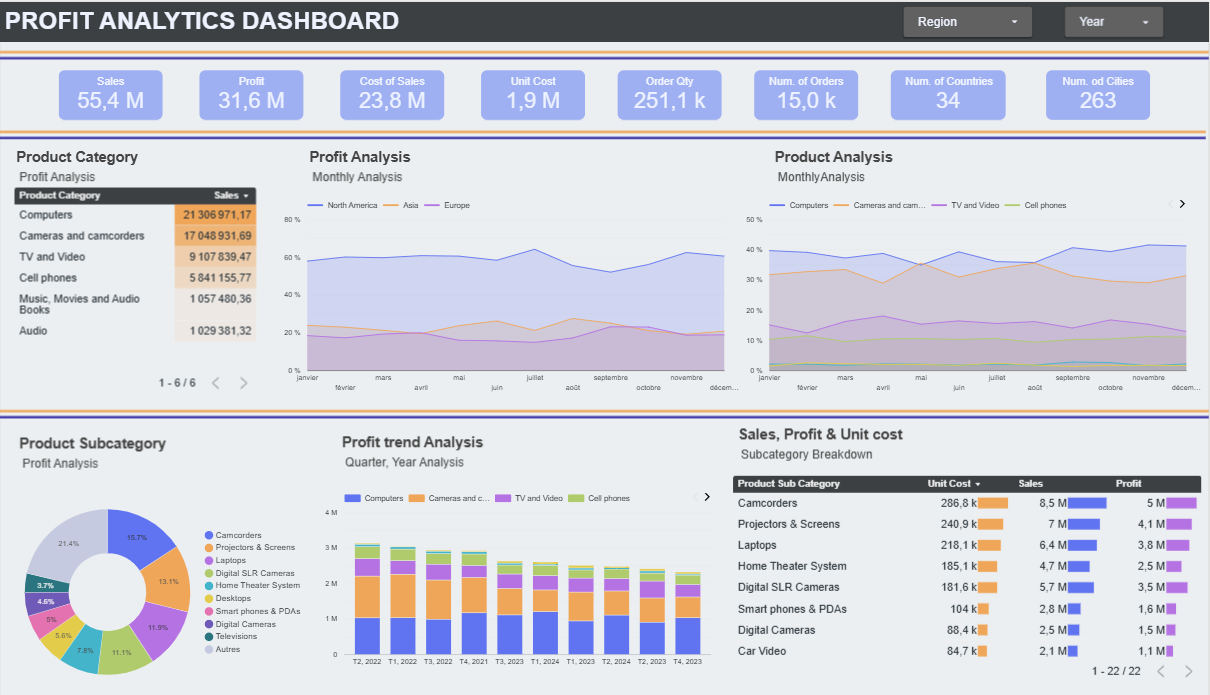 PROFIT ANALYTICS DASHBOARD
Region
Year
Sales
55,4 M
Profit
31,6 M
Cost of Sales
23,8 M
Unit Cost
1,9 M
Order Qty
251,1 k
Num. of Orders
15,0 k
Num. of Countries
34
Num. od Cities
263
Product Category
Profit Analysis
Product Category Sales
Computers 21 306 971,17
Cameras and camcorders 17 048 931,69
TV and Video 9 107 839,47
Cell phones 5 841 155,77
Music, Movies and Audio
Books 1 057 480,36
Audio 1 029 381,32
1 - 6 / 6
Profit Analysis
Monthly Analysis
North America Asia Europe
80 %
60 %
40 %
20 %
0 %
janvier mars mai juillet septembre novembre
février avril juin août octobre décem...
Product Analysis
MonthlyAnalysis
Computers Cameras and cam... TV and Video Cell phones
50 %
40 %
30 %
20 %
10 %
0 %
janvier mars mai juillet septembre novembre
février avril juin août octobre décem...
Product Subcategory
Profit Analysis
15.7%
13.1%
11.9%
11.1%
7.8%
5.6%
5%
4.6%
3.7%
21.4%
Camcorders
Projectors & Screens
Laptops
Digital SLR Cameras
Home Theater System
Desktops
Smart phones & PDAs
Digital Cameras
Televisions
Autres
Profit trend Analysis
Quarter, Year Analysis
Computers Cameras and c... TV and Video Cell phones
4 M
3 M
2 M
1 M
0
T2, 2022 T1, 2022 T3, 2022 T4, 2021 T3, 2023 T1, 2024 T1, 2023 T2, 2024 T2, 2023 T4, 2023
Sales, Profit & Unit cost
Subcategory Breakdown
Product Sub Category Unit Cost Sales Profit
Camcorders 286,8 k 8,5 M 5 M
Projectors & Screens 240,9 k 7 M 4,1 M
Laptops 218,1 k 6,4 M 3,8 M
Home Theater System 185,1 k 4,7 M 2,5 M
Digital SLR Cameras 181,6 k 5,7 M 3,5 M
Smart phones & PDAs 104 k 2,8 M 1,6 M
Digital Cameras 88,4 k 2,5 M 1,5 M
Car Video 84,7 k 2,1 M 1,1 M
1 - 22 / 22